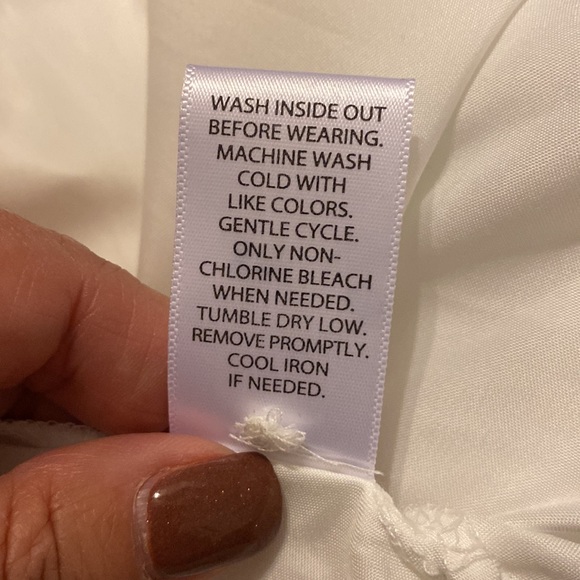 WASH INSIDE OUT
BEFORE WEARING.
MACHINE WASH
COLD WITH
LIKE COLORS.
GENTLE CYCLE.
ONLY NON-
CHLORINE BLEACH
WHEN NEEDED.
TUMBLE DRY LOW.
REMOVE PROMPTLY.
COOL IRON
IF NEEDED.